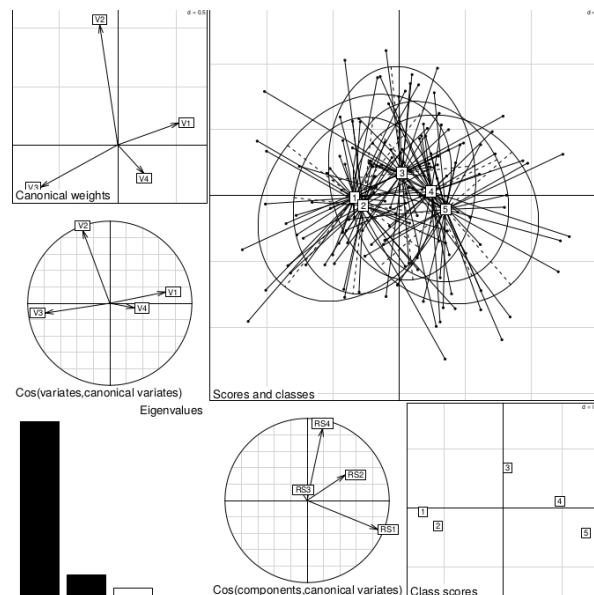 d = 0.5
V2
V1
V4
V3
Canonical weights
V2
V1
V4
V3
Cos(variates,canonical variates)
Eigenvalues
3
4
1
2
5
Scores and classes
RS4
RS2
RS3
RS1
Cos(components,canonical variates)
3
4
1
2
5
Class scores